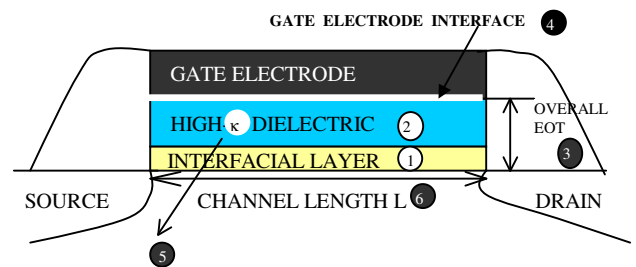 GATE ELECTRODE INTERFACE 4
GATE ELECTRODE
HIGH-κ DIELECTRIC 2
OVERALL
EOT
3
INTERFACIAL LAYER 1
SOURCE
CHANNEL LENGTH L 6
DRAIN
5